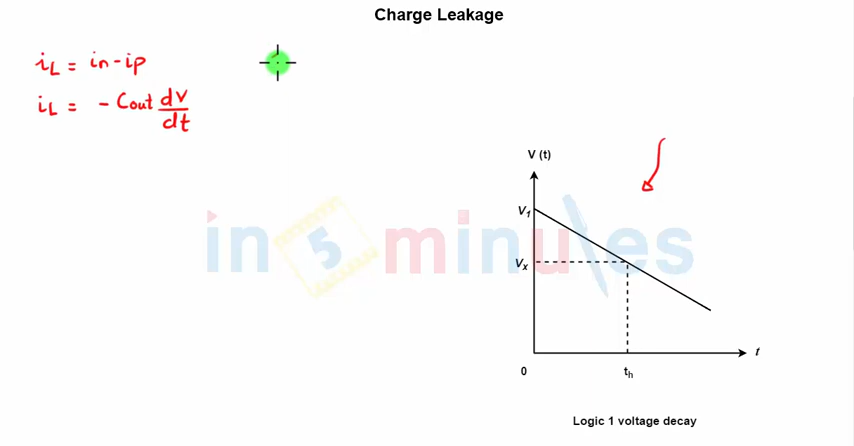 Charge Leakage
iL = in - ip
iL = - Cout dV/dt
V (t)
V1
in 5 minutes
Vx
t
0
th
Logic 1 voltage decay